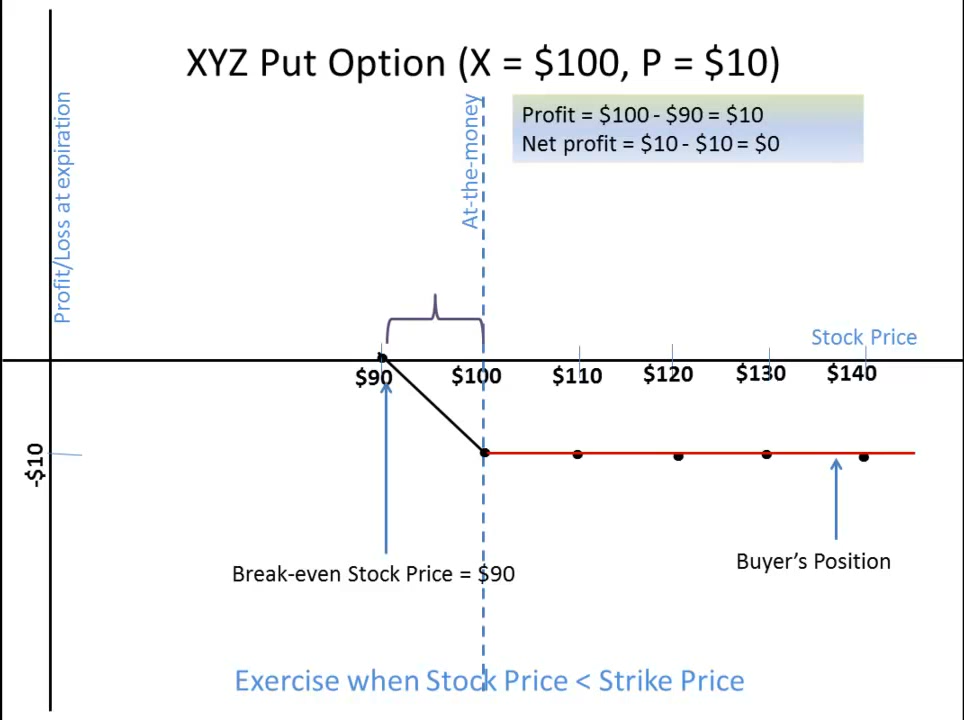 XYZ Put Option (X = $100, P = $10)
Profit/Loss at expiration
At-the-money
Profit = $100 - $90 = $10
Net profit = $10 - $10 = $0
Stock Price
$90
$100
$110
$120
$130
$140
-$10
Break-even Stock Price = $90
Buyer’s Position
Exercise when Stock Price < Strike Price